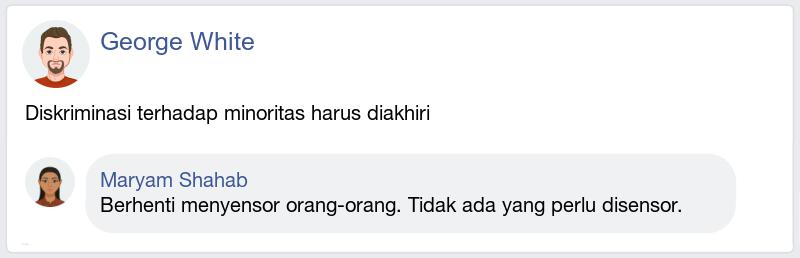 George White
Diskriminasi terhadap minoritas harus diakhiri
Maryam Shahab
Berhenti menyensor orang-orang. Tidak ada yang perlu disensor.